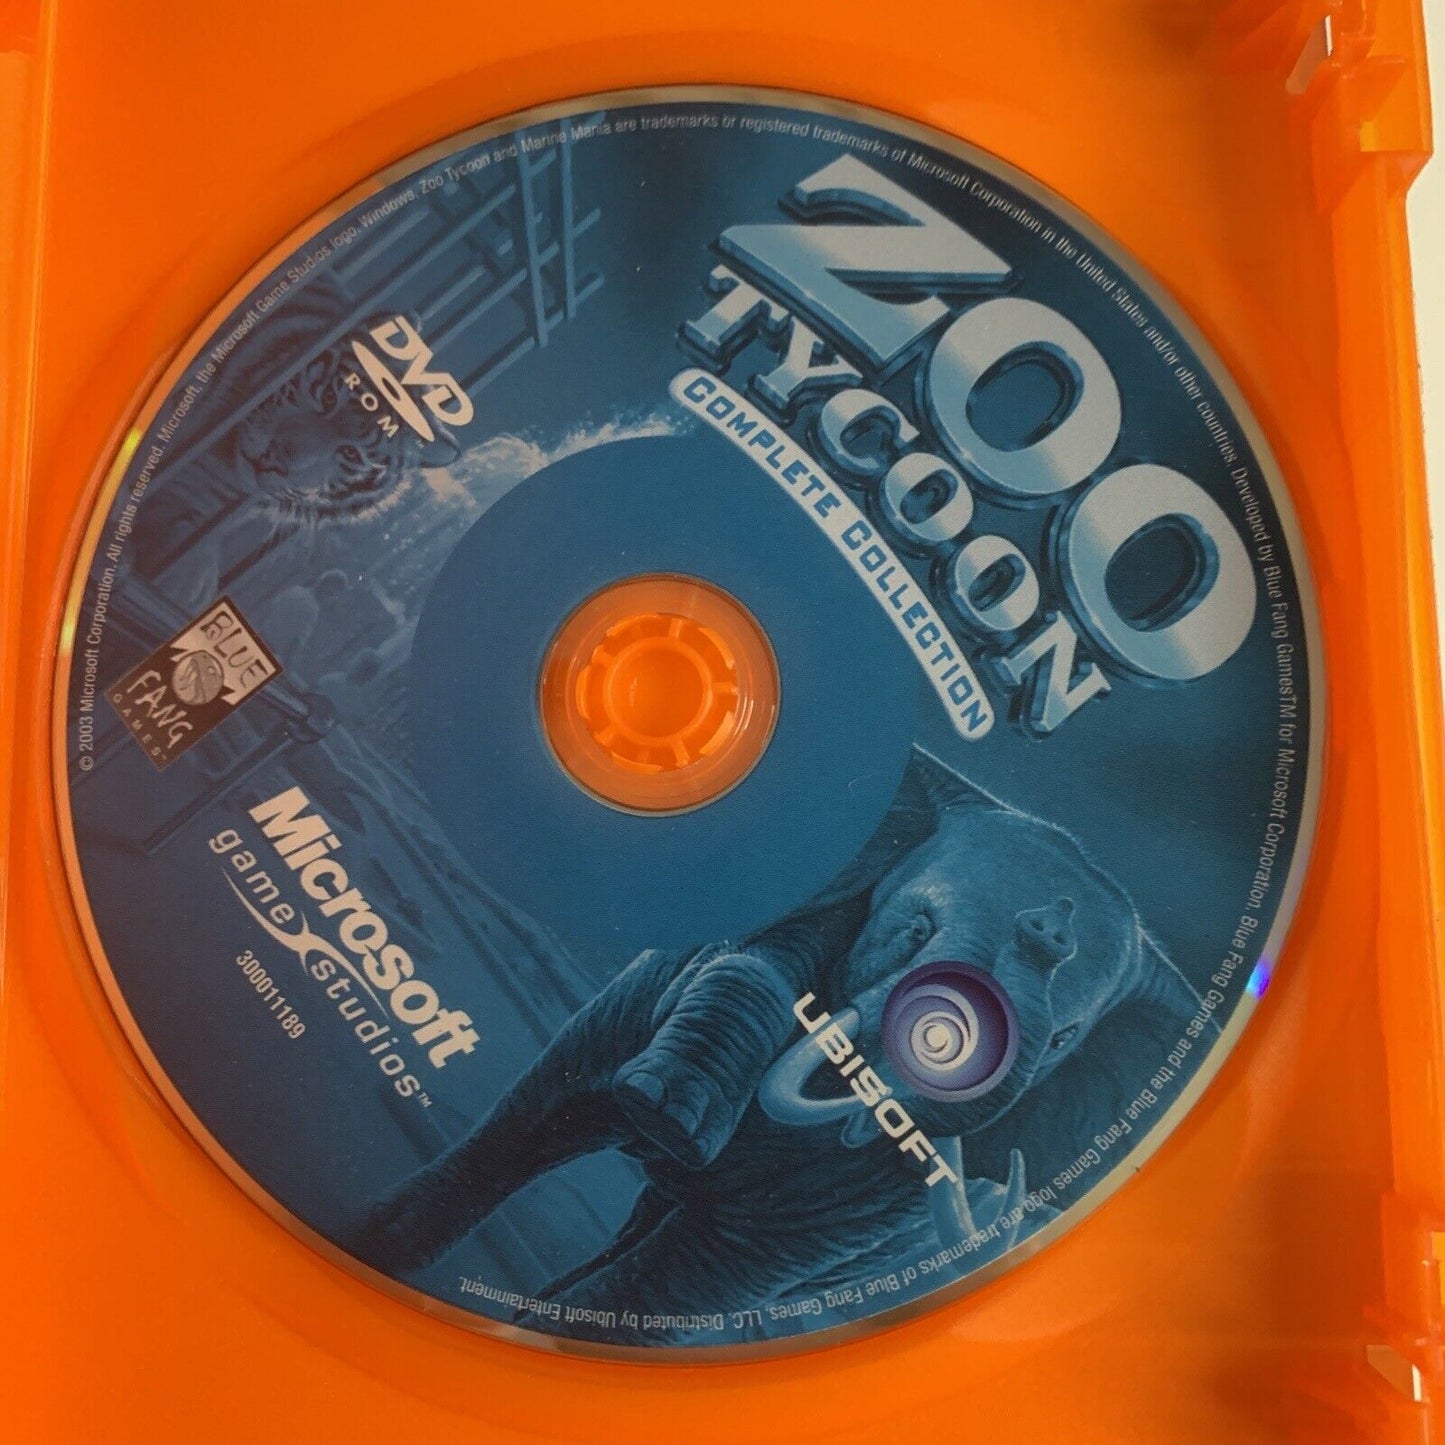 ZOO
TYCOON
COMPLETE COLLECTION
DVD
ROM
BLUE
FANG
GAMES™
Microsoft
game studios™
30011189
UBISOFT
© 2003 Microsoft Corporation. All rights reserved. Microsoft, the Microsoft Game Studios logo, Windows, Zoo Tycoon and Marine Mania are trademarks or registered trademarks of Microsoft Corporation in the United States and/or other countries. Developed by Blue Fang Games™ for Microsoft Corporation. Blue Fang Games and the Blue Fang Games logo are trademarks of Blue Fang Games, LLC. Distributed by Ubisoft Entertainment.